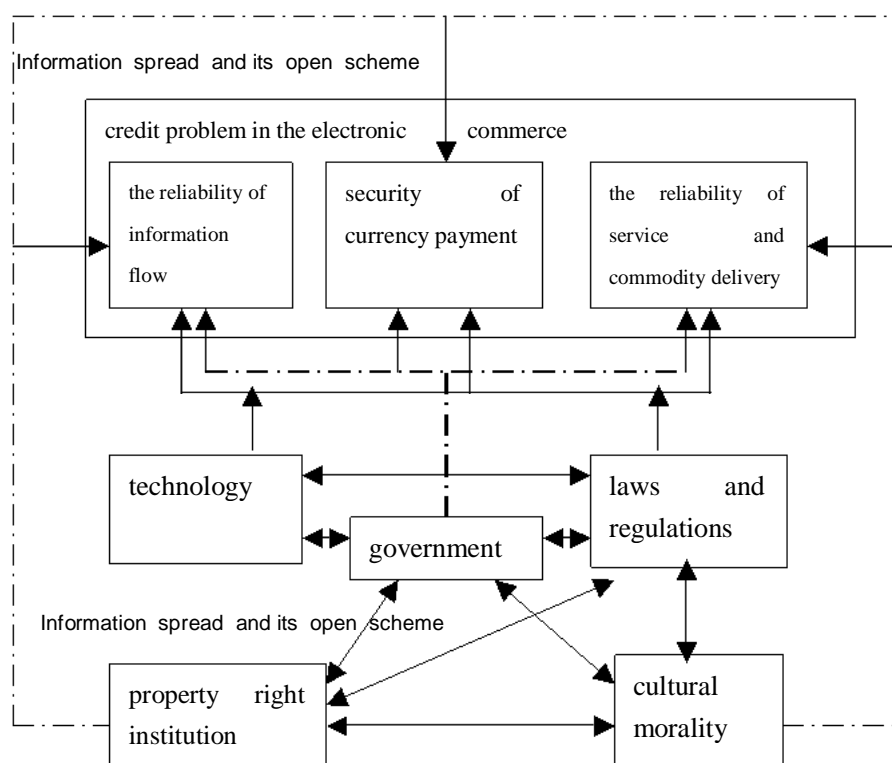 Information spread and its open scheme
credit problem in the electronic commerce
the reliability of
information
flow
security of
currency payment
the reliability of
service and
commodity delivery
technology
laws and
regulations
government
Information spread and its open scheme
property right
institution
cultural
morality